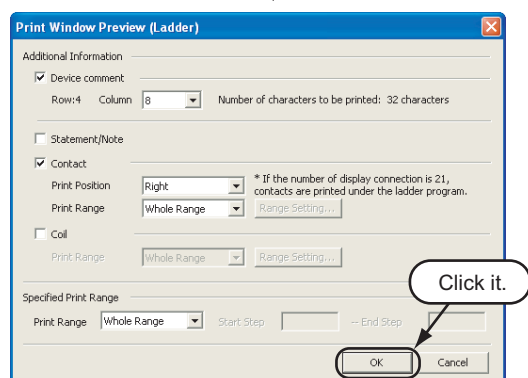 Print Window Preview (Ladder)
Additional Information
Device comment
Row:4 Column 8 Number of characters to be printed: 32 characters
Statement/Note
Contact
Print Position Right * If the number of display connection is 21,
contacts are printed under the ladder program.
Print Range Whole Range Range Setting...
Coil
Print Range Whole Range Range Setting...
Click it.
Specified Print Range
Print Range Whole Range Start Step -- End Step
OK Cancel